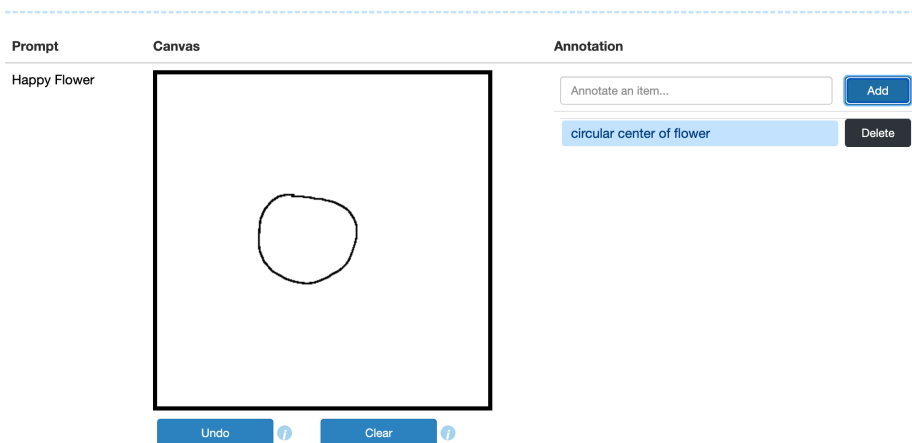 Prompt Canvas Annotation
Happy Flower
Annotate an item... Add
circular center of flower Delete
Undo i Clear i